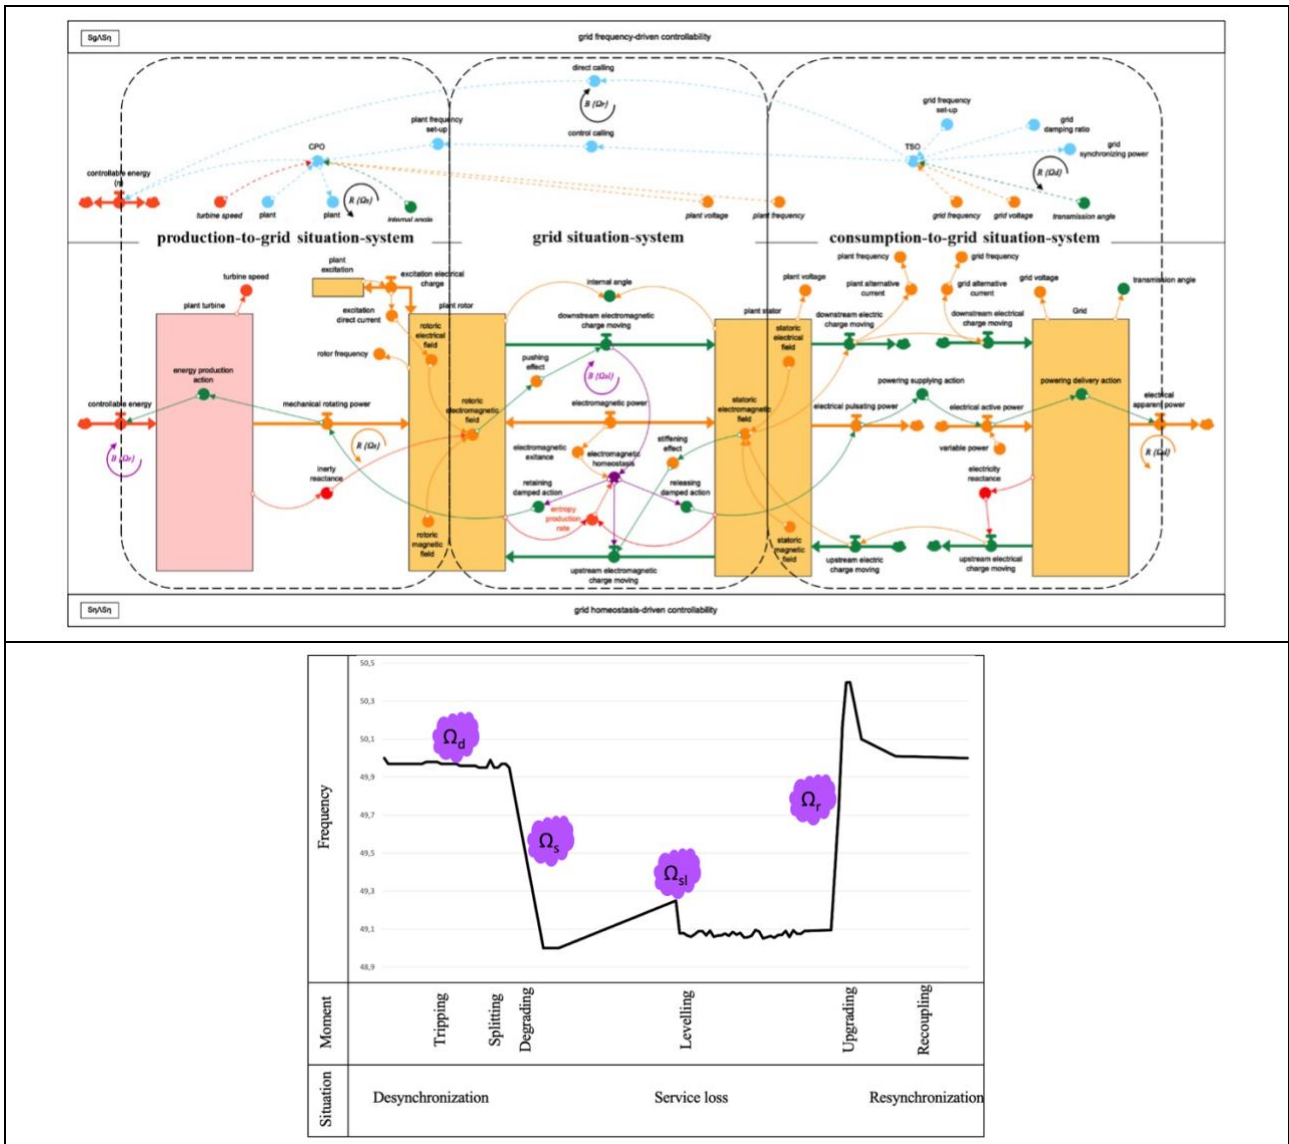 SgΛSη
grid frequency-driven controllability
direct calling
B {Ωr}
plant frequency
set-up
control calling
grid frequency
set-up
grid
damping ratio
grid
synchronizing power
CPO
TSO
R {Ωd}
controllable energy
(η)
turbine speed
plant
plant
R {Ωs}
internal angle
plant voltage
plant frequency
grid frequency
grid voltage
transmission angle
production-to-grid situation-system
grid situation-system
consumption-to-grid situation-system
plant
excitation
excitation electrical
charge
turbine speed
plant turbine
excitation
direct current
plant rotor
rotoric
electrical
field
rotor frequency
internal angle
downstream electromagnetic
charge moving
plant voltage
plant stator
statoric
electrical
field
plant frequency
grid frequency
plant alternative
current
grid alternative
current
grid voltage
transmission angle
downstream electric
charge moving
downstream electrical
charge moving
Grid
pushing
effect
B {Ωsl}
energy production
action
controllable energy
mechanical rotating power
B {Ωr}
R {Ωs}
rotoric
electromagnetic
field
electromagnetic power
statoric
electromagnetic
field
powering supplying action
powering delivery action
electrical pulsating power
electrical active power
electrical
apparent power
variable power
R {Ωd}
electromagnetic
exitance
electromagnetic
homeostasis
stiffening
effect
inerty
reactance
retaining
damped action
entropy
production
rate
releasing
damped action
electricity
reactance
rotoric
magnetic
field
statoric
magnetic
field
upstream electromagnetic
charge moving
upstream electric
charge moving
upstream electrical
charge moving
SηΛSη
grid homeostasis-driven controllability
Frequency
50,5
50,3
50,1
49,9
49,7
49,5
49,3
49,1
48,9
Ωd
Ωs
Ωsl
Ωr
Moment
Tripping
Splitting
Degrading
Levelling
Upgrading
Recoupling
Situation
Desynchronization
Service loss
Resynchronization